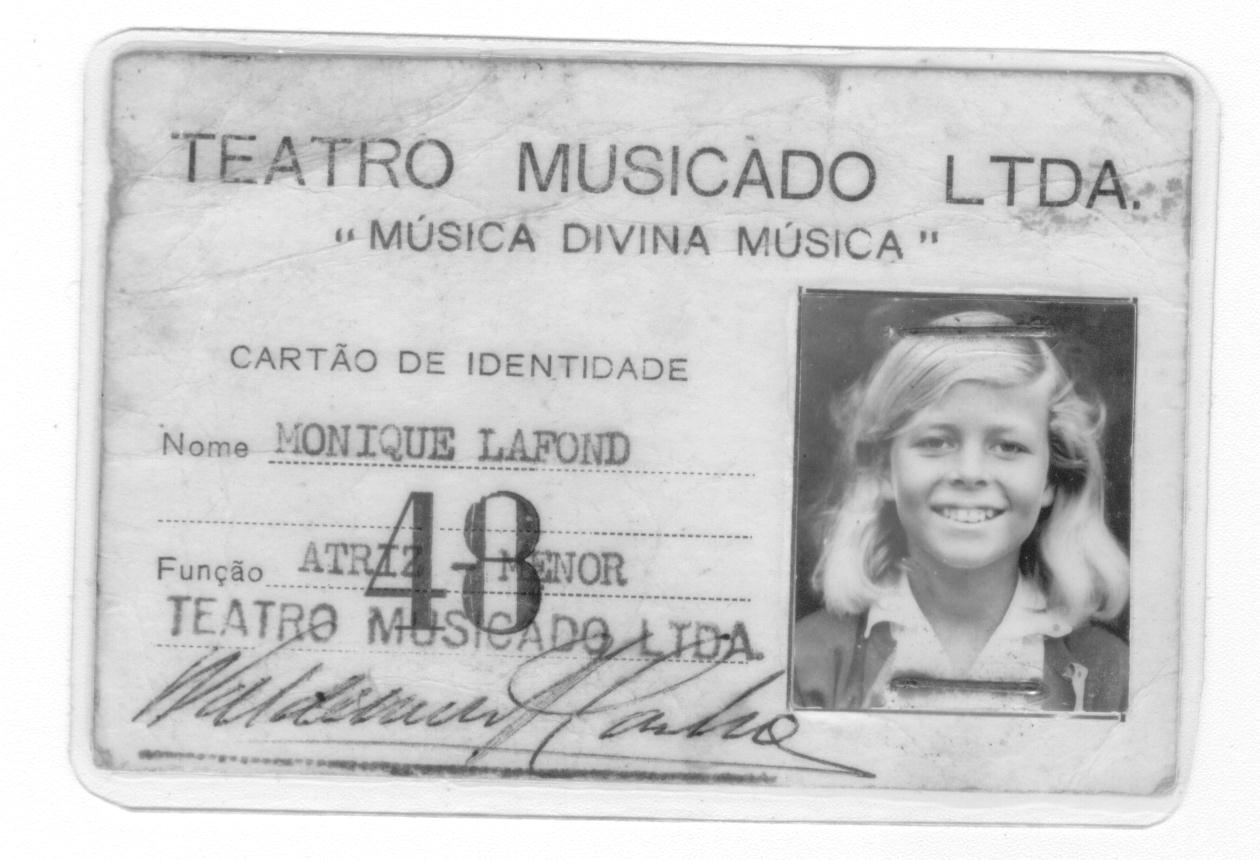 TEATRO MUSICADO LTDA.
"MÚSICA DIVINA MÚSICA"
CARTÃO DE IDENTIDADE
Nome MONIQUE LAFOND
48
Função ATRIZ - MENOR
TEATRO MUSICADO LTDA.